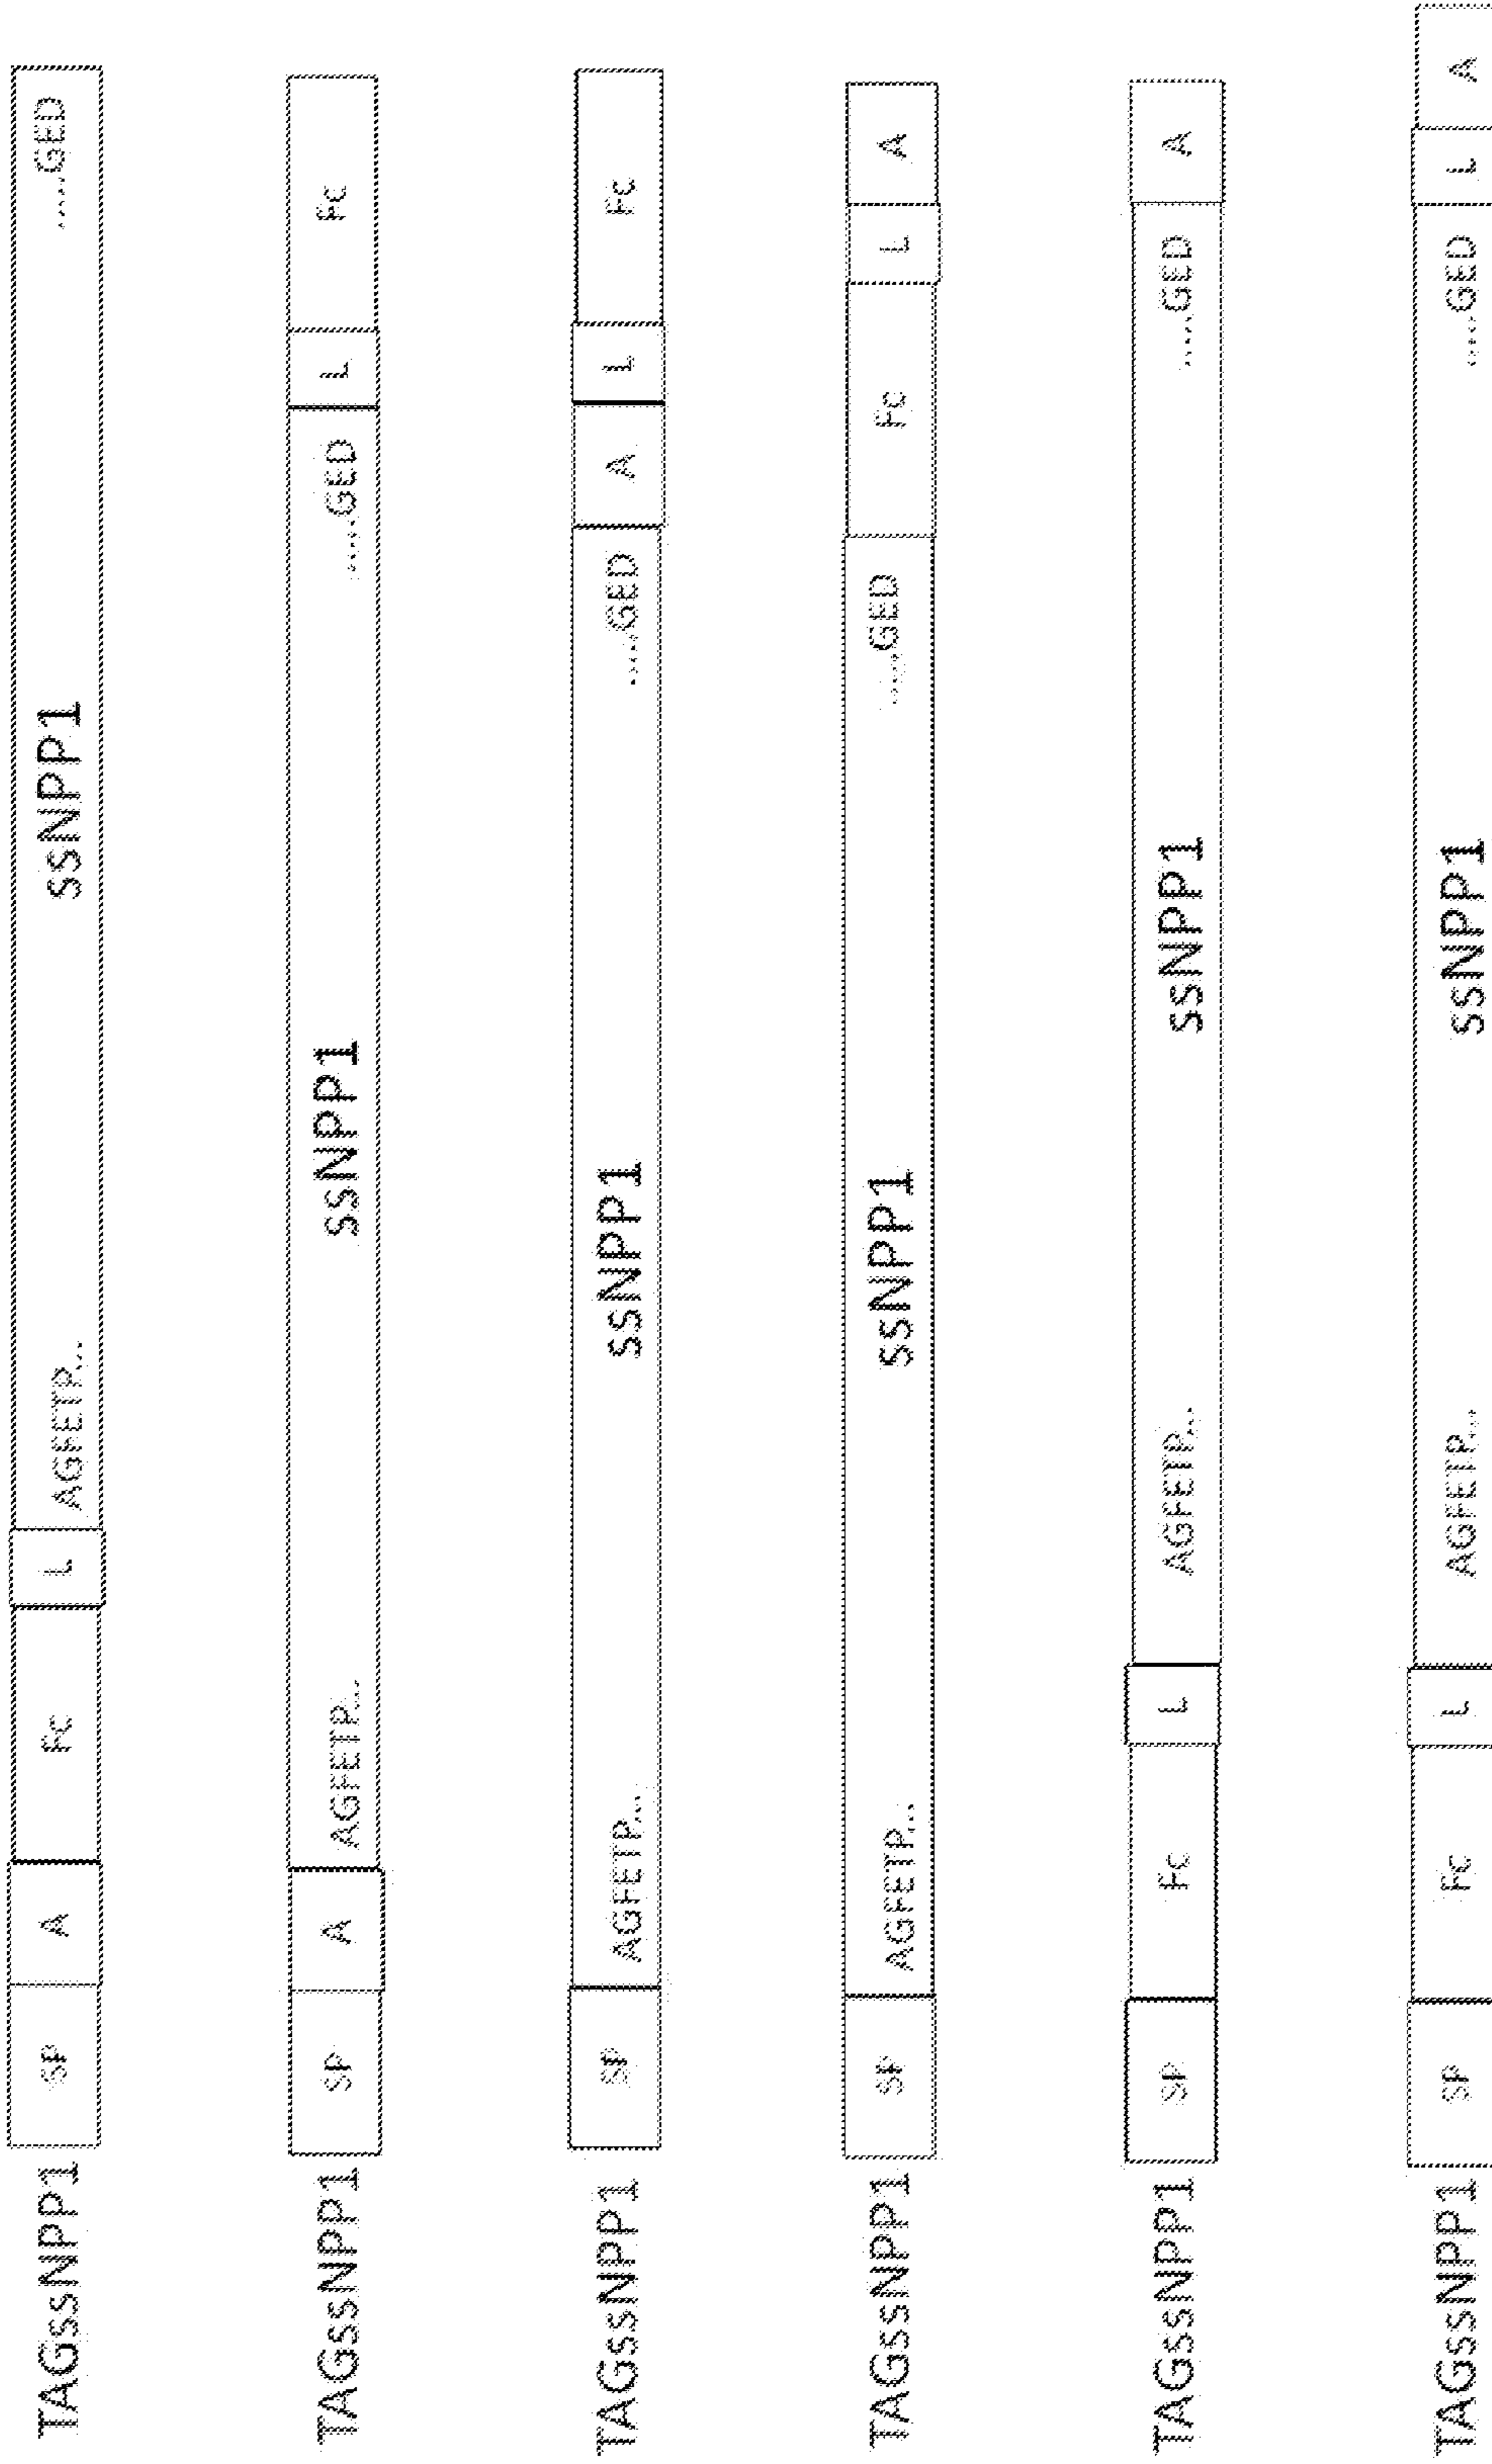 TAGssNPP1 SP A Fc L AGFETP... ssNPP1 .....GED
TAGssNPP1 SP A AGFETP... ssNPP1 .....GED L Fc
TAGssNPP1 SP AGFETP... ssNPP1 .....GED A L Fc
TAGssNPP1 SP AGFETP... ssNPP1 .....GED Fc L A
TAGssNPP1 SP Fc L AGFETP... ssNPP1 .....GED A
TAGssNPP1 SP Fc L AGFETP... ssNPP1 .....GED L A